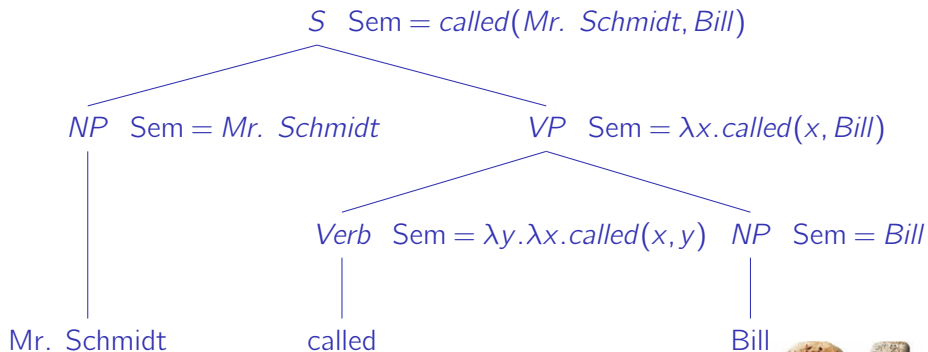 S Sem = called(Mr. Schmidt, Bill)
NP Sem = Mr. Schmidt VP Sem = λx.called(x, Bill)
Verb Sem = λy.λx.called(x, y) NP Sem = Bill
Mr. Schmidt called Bill